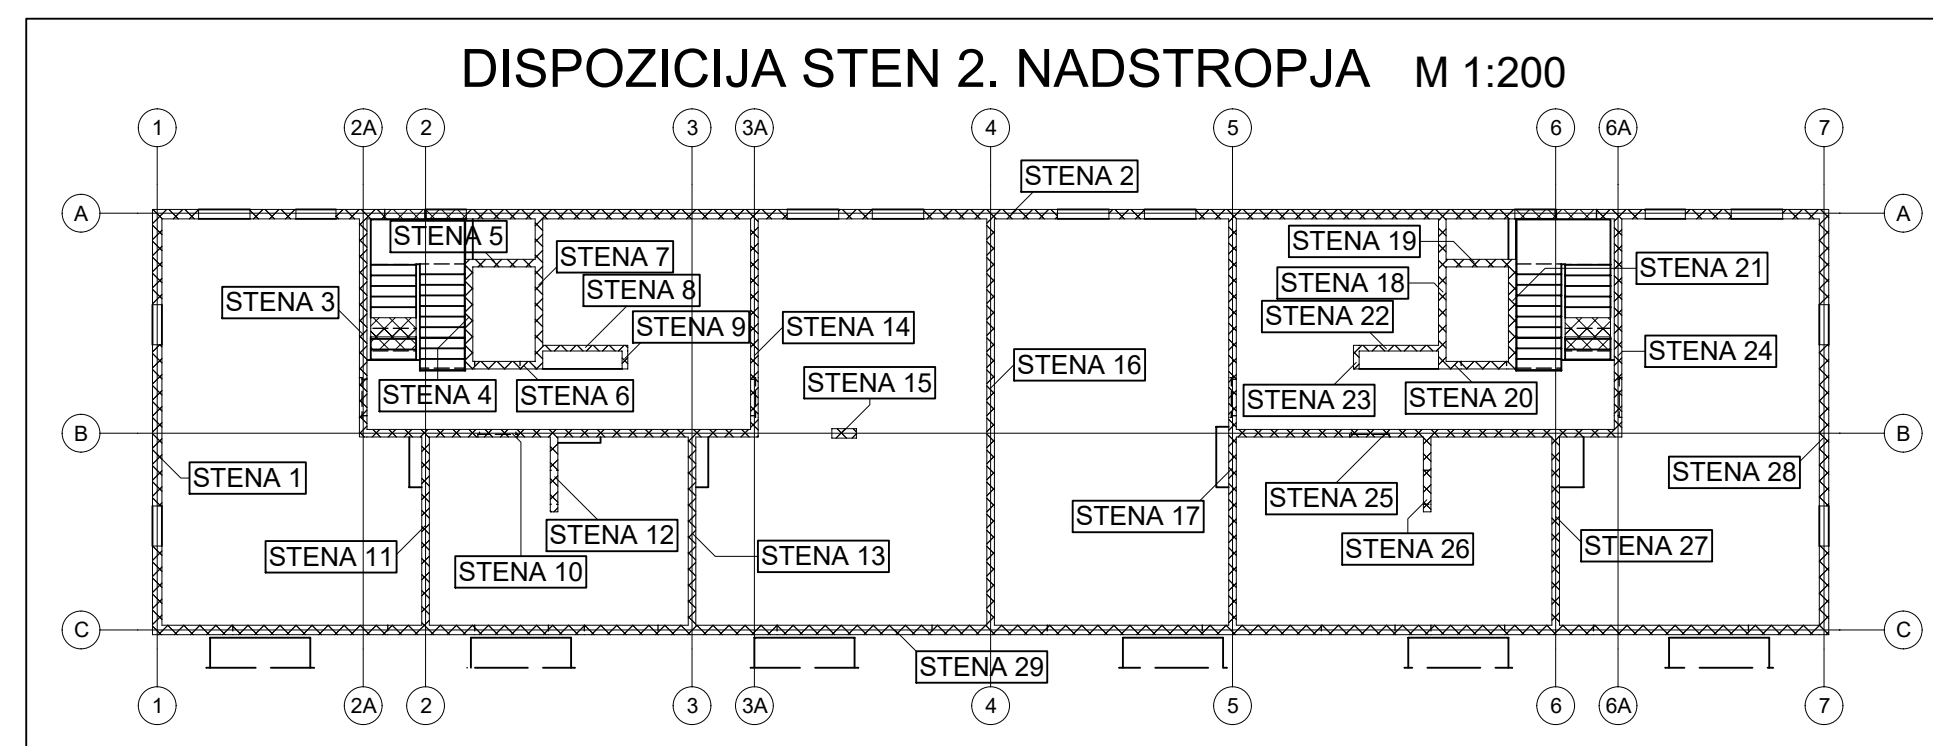 DISPOZICIJA STEN 2. NADSTROPJA M 1:200
1 2A 2 3 3A 4 5 6 6A 7
STENA 2
A A
STENA 5
STENA 19
STENA 7
STENA 21
STENA 8
STENA 18
STENA 3
STENA 22
STENA 9
STENA 14
STENA 24
STENA 16
STENA 15
STENA 4
STENA 6
STENA 23
STENA 20
B B
STENA 1
STENA 28
STENA 25
STENA 17
STENA 12
STENA 26
STENA 27
STENA 11
STENA 13
STENA 10
C C
STENA 29
1 2A 2 3 3A 4 5 6 6A 7